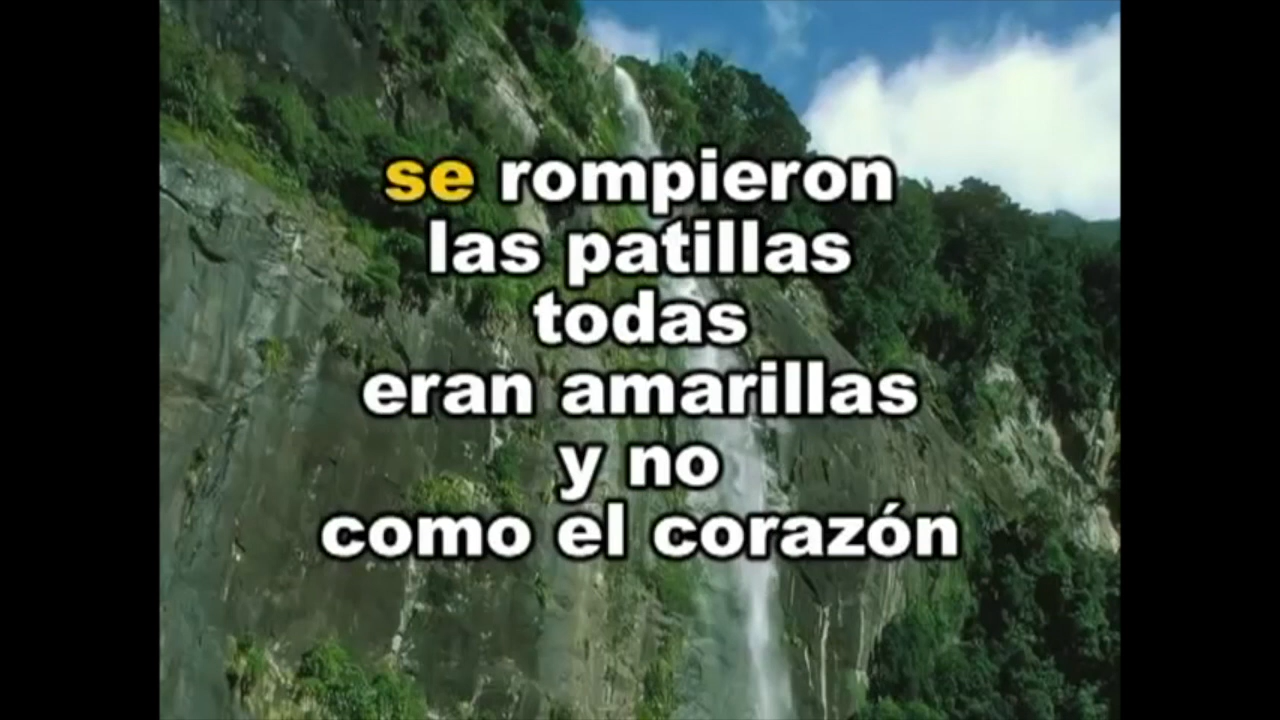 se rompieron
las patillas
todas
eran amarillas
y no
como el corazón